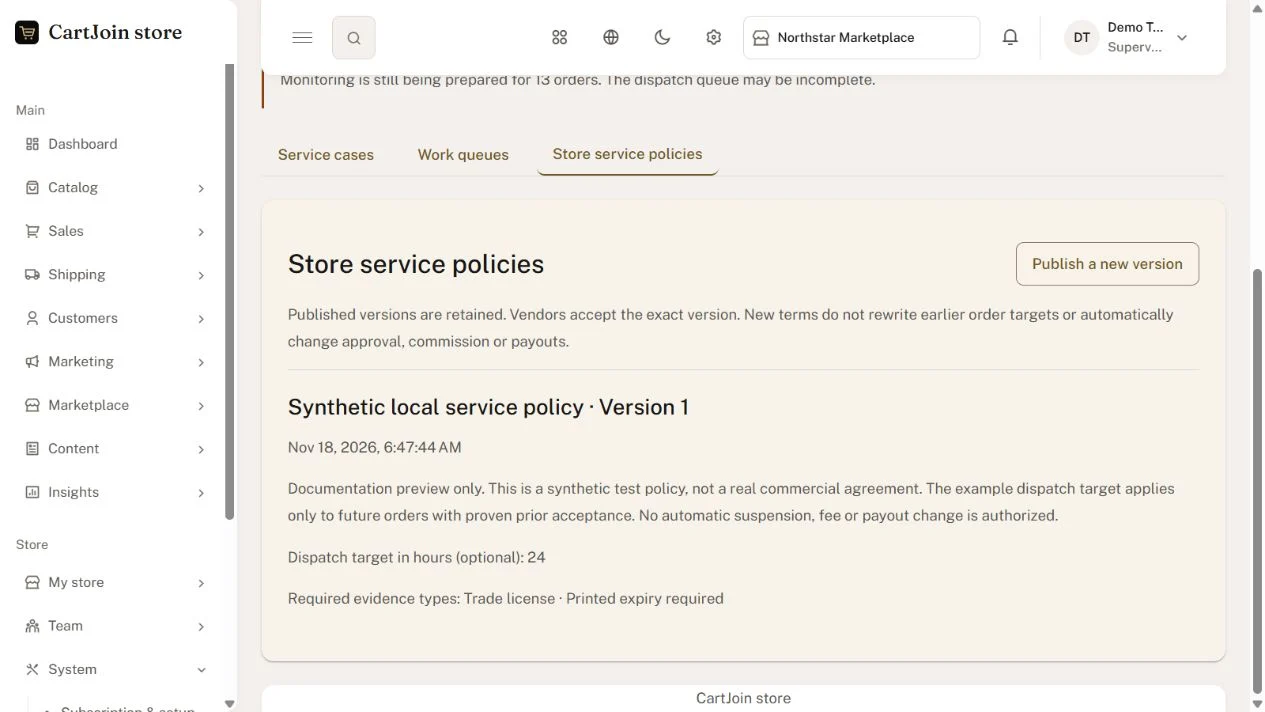 CartJoin store
Northstar Marketplace
DT
Demo T...
Superv...
Main
Dashboard
Catalog
Sales
Shipping
Customers
Marketing
Marketplace
Content
Insights
Store
My store
Team
System
Subscription & setup
Monitoring is still being prepared for 13 orders. The dispatch queue may be incomplete.
Service cases
Work queues
Store service policies
Store service policies
Publish a new version
Published versions are retained. Vendors accept the exact version. New terms do not rewrite earlier order targets or automatically
change approval, commission or payouts.
Synthetic local service policy · Version 1
Nov 18, 2026, 6:47:44 AM
Documentation preview only. This is a synthetic test policy, not a real commercial agreement. The example dispatch target applies
only to future orders with proven prior acceptance. No automatic suspension, fee or payout change is authorized.
Dispatch target in hours (optional): 24
Required evidence types: Trade license · Printed expiry required
CartJoin store